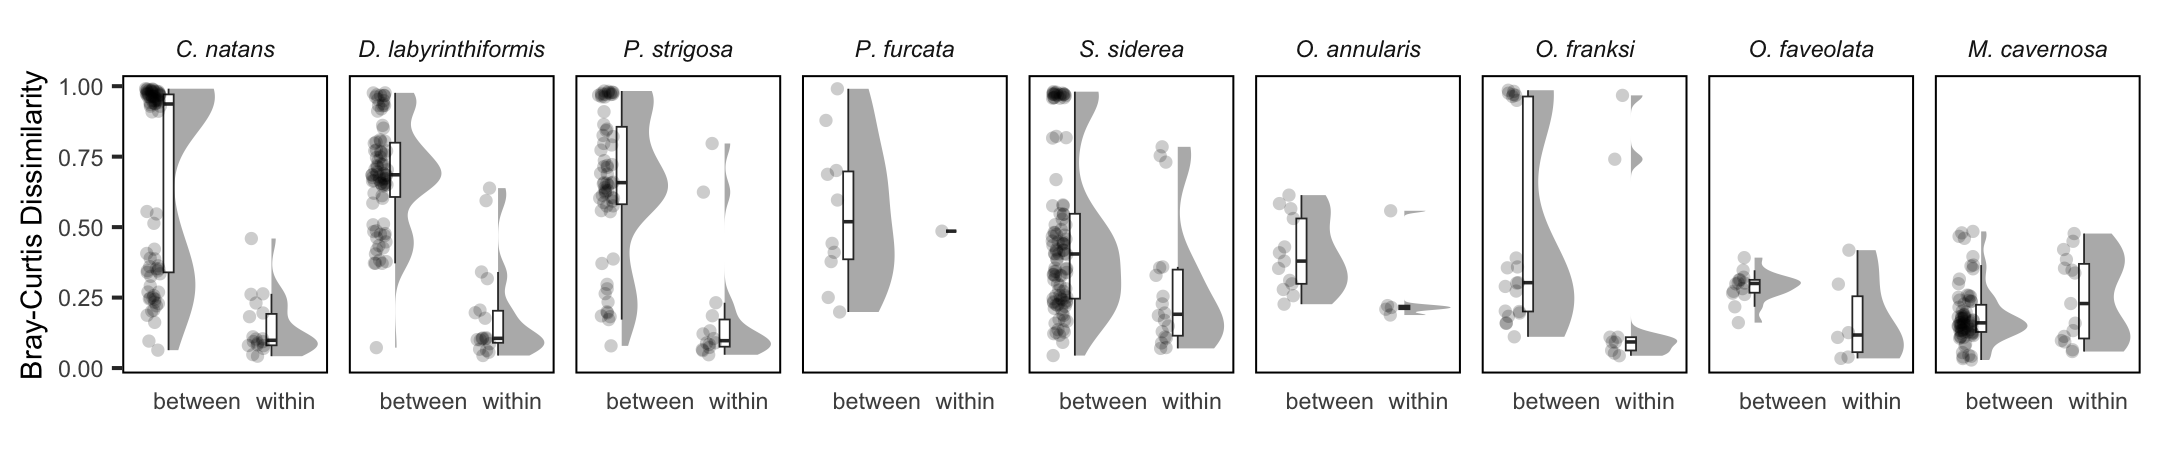 C. natans
D. labyrinthiformis
P. strigosa
P. furcata
S. siderea
O. annularis
O. franksi
O. faveolata
M. cavernosa
Bray-Curtis Dissimilarity
1.00
0.75
0.50
0.25
0.00
between within
between within
between within
between within
between within
between within
between within
between within
between within